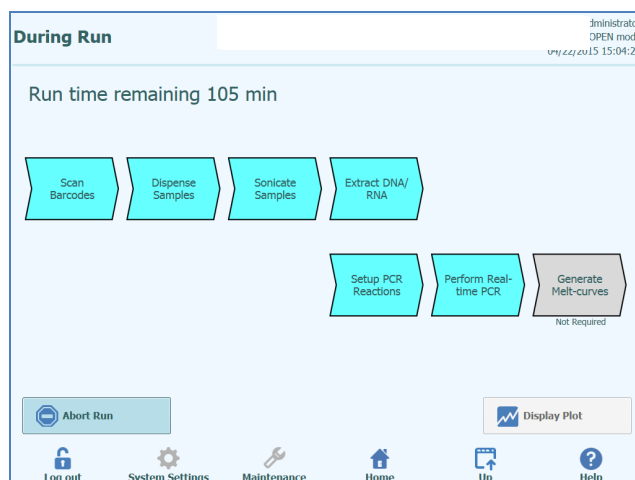 During Run
dministrato
OPEN mod
04/22/2015 15:04:2
Run time remaining 105 min
Scan
Barcodes
Dispense
Samples
Sonicate
Samples
Extract DNA/
RNA
Setup PCR
Reactions
Perform Real-
time PCR
Generate
Melt-curves
Not Required
Abort Run
Display Plot
Log out
System Settings
Maintenance
Home
Up
Help